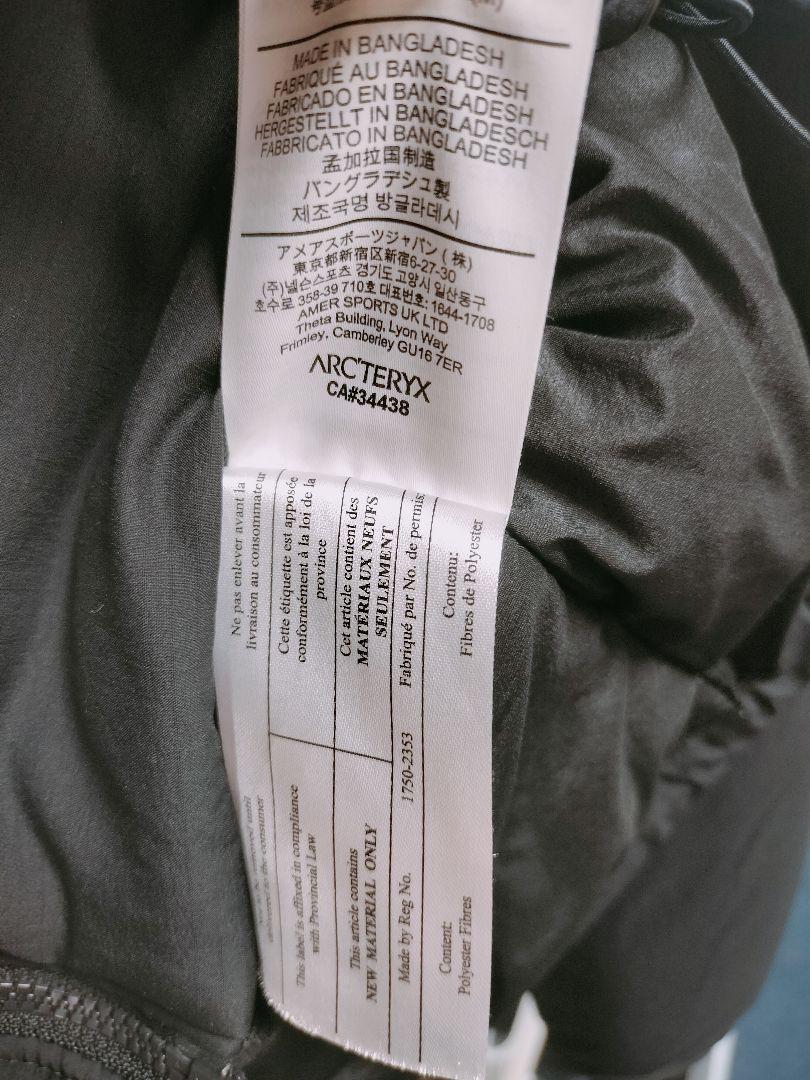 MADE IN BANGLADESH
FABRIQUÉ AU BANGLADESH
FABRICADO EN BANGLADESH
HERGESTELLT IN BANGLADESCH
FABBRICATO IN BANGLADESH
孟加拉国制造
バングラデシュ製
제조국명 방글라데시
アメアスポーツジャパン (株)
東京都新宿区新宿6-27-30
(주)넬슨스포츠 경기도 고양시 일산동구
호수로 358-39 710호 대표번호: 1644-1708
AMER SPORTS UK LTD
Theta Building, Lyon Way
Frimley, Camberley GU16 7ER
ARC'TERYX
CA#34438
Ne pas enlever avant la
livraison au consommateur
Cette étiquette est apposée
conformément à la loi de la
province
Cet article contient des
MATÉRIAUX NEUFS
SEULEMENT
Fabriqué par No. de permis
1750-2353
Contenu:
Fibres de Polyester
delivered to the consumer
This label is affixed in compliance
with Provincial Law
This article contains
NEW MATERIAL ONLY
Made by Reg No.
Content:
Polyester Fibres